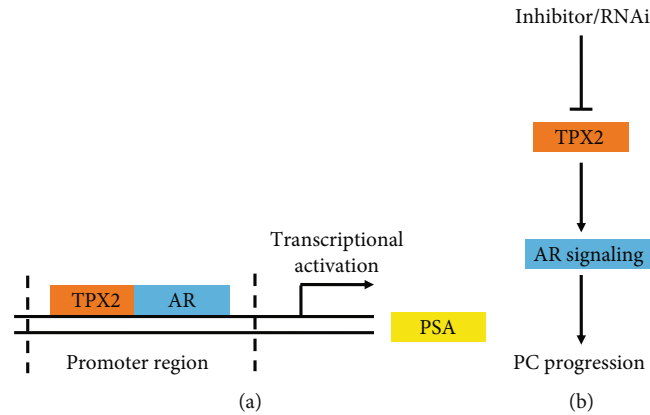 Transcriptional
activation
TPX2
AR
PSA
Promoter region
(a)
Inhibitor/RNAi
TPX2
AR signaling
PC progression
(b)